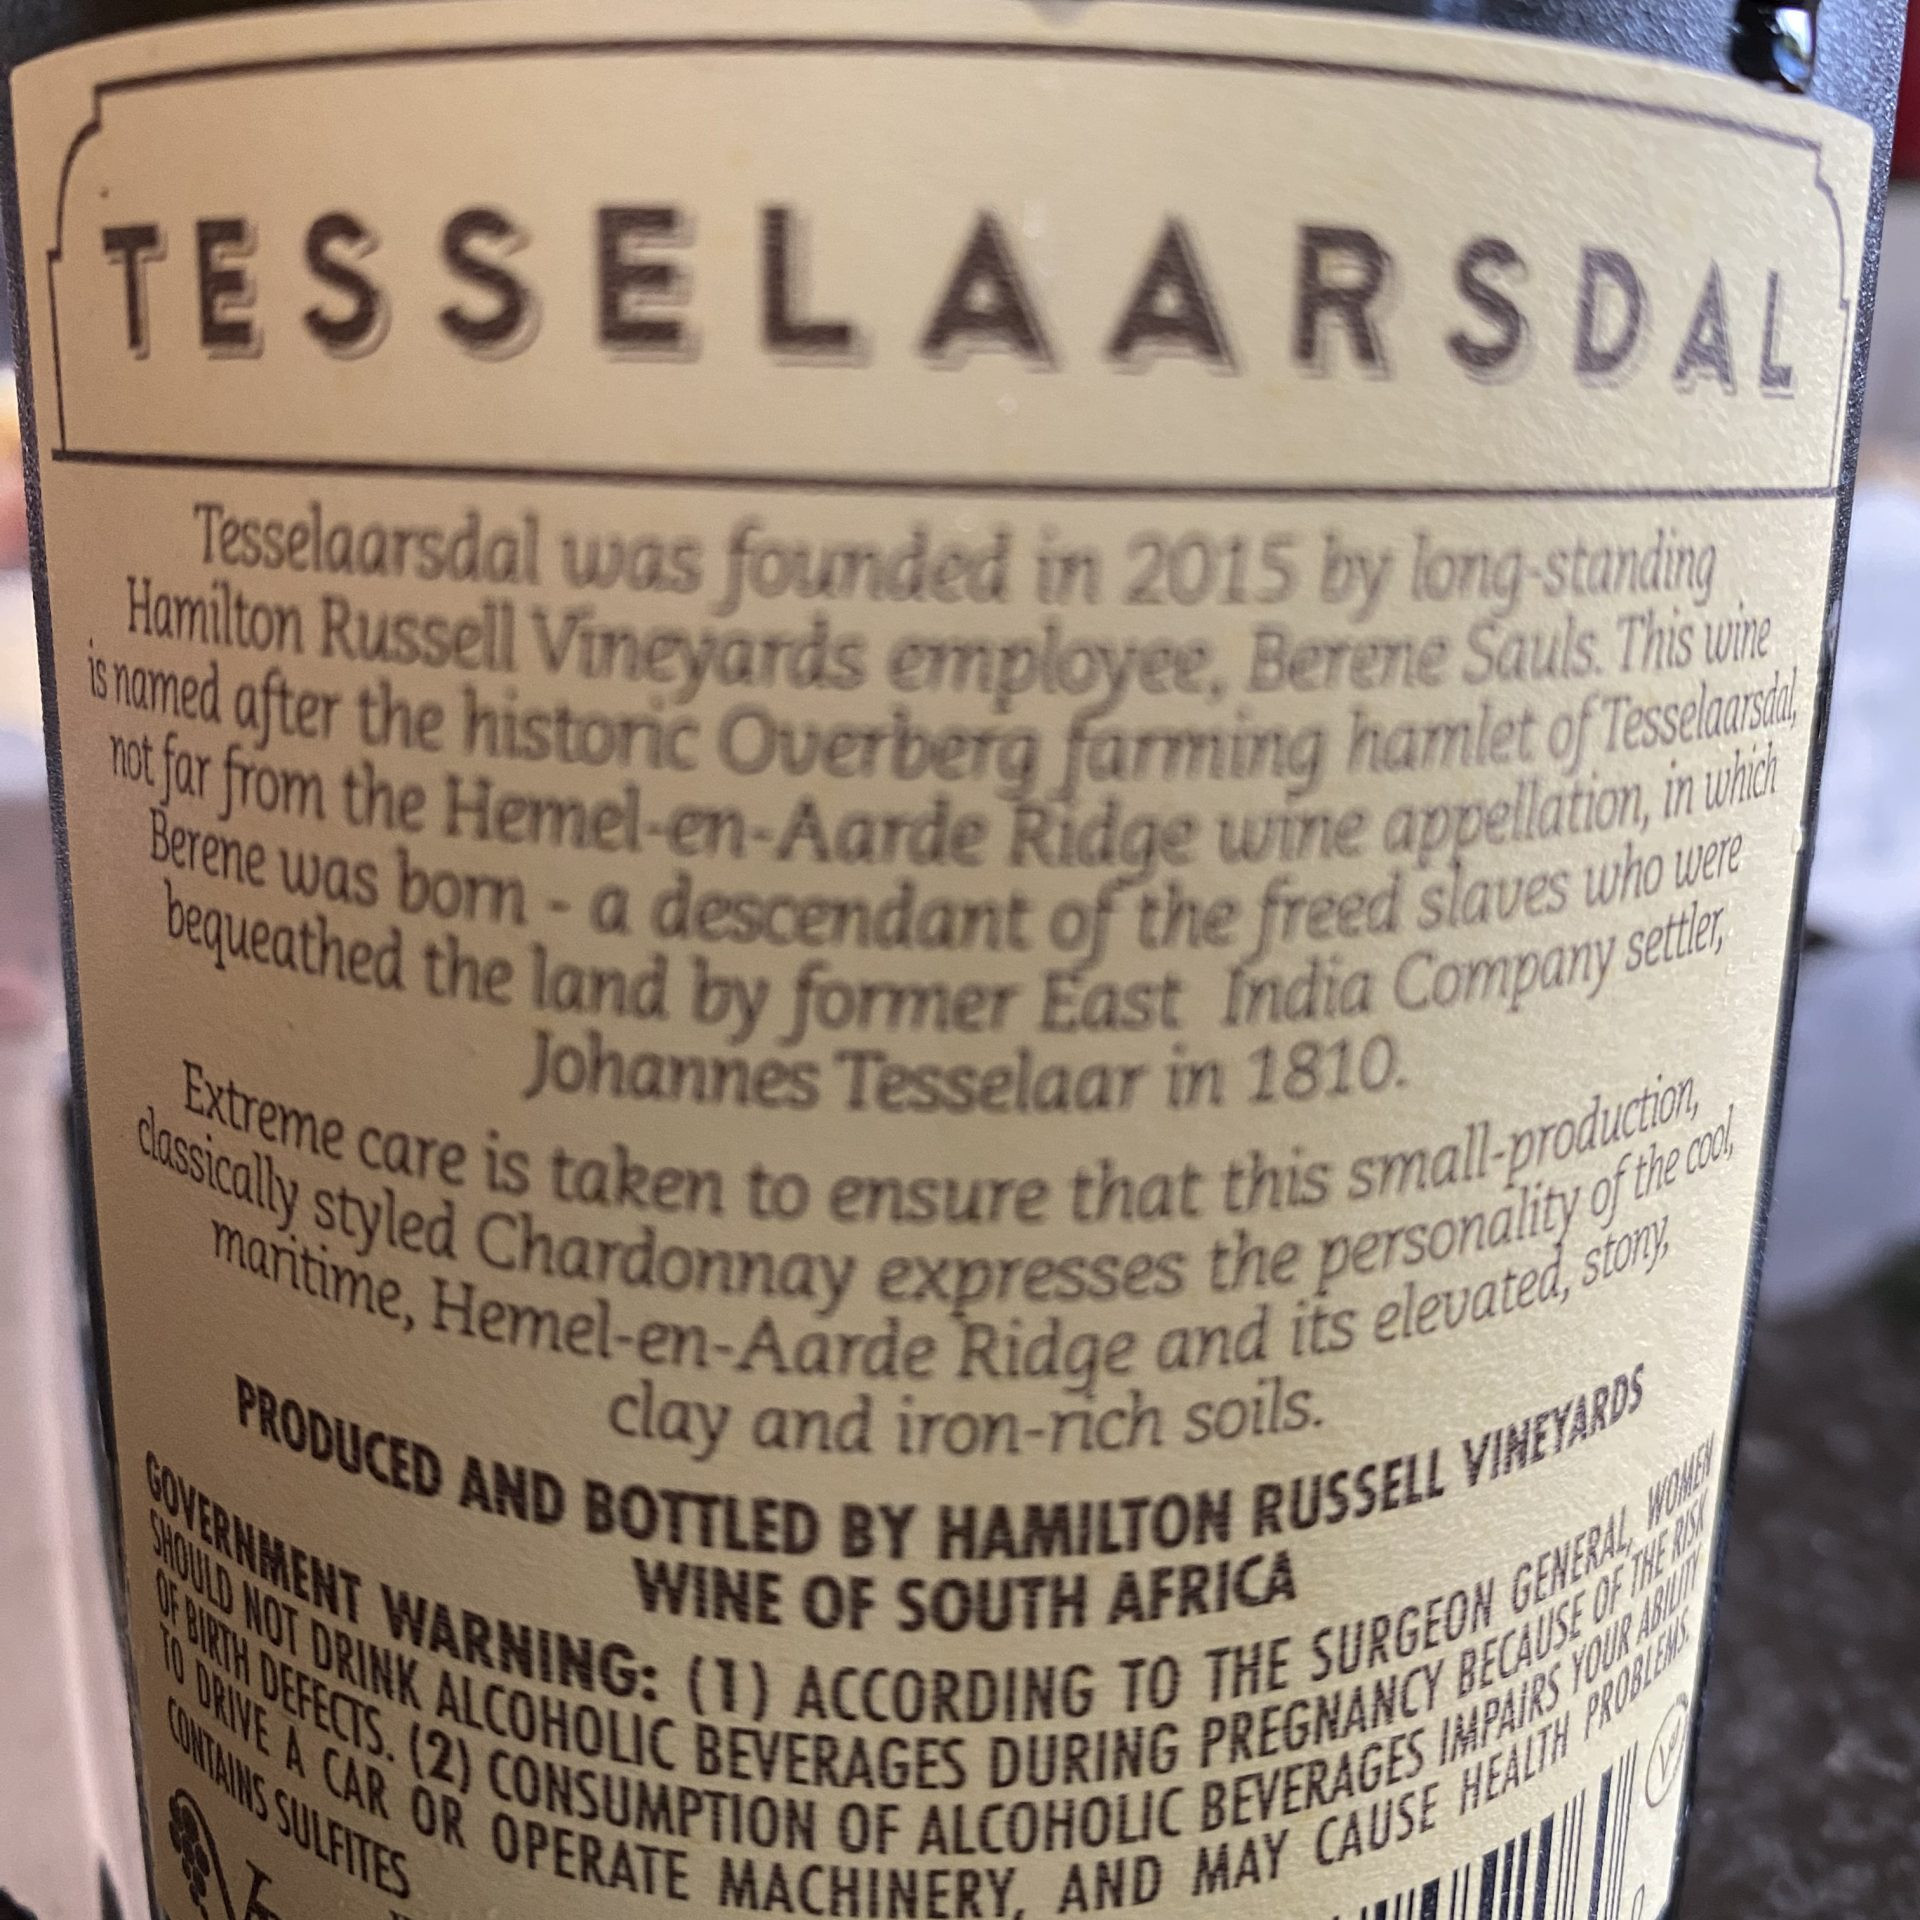 TESSELAARSDAL
Tesselaarsdal was founded in 2015 by long-standing
Hamilton Russell Vineyards employee, Berene Sauls. This wine
is named after the historic Overberg farming hamlet of Tesselaarsdal,
not far from the Hemel-en-Aarde Ridge wine appellation, in which
Berene was born - a descendant of the freed slaves who were
bequeathed the land by former East India Company settler,
Johannes Tesselaar in 1810.
Extreme care is taken to ensure that this small-production,
classically styled Chardonnay expresses the personality of the cool,
maritime, Hemel-en-Aarde Ridge and its elevated, stony,
clay and iron-rich soils.
PRODUCED AND BOTTLED BY HAMILTON RUSSELL VINEYARDS
WINE OF SOUTH AFRICA
GOVERNMENT WARNING: (1) ACCORDING TO THE SURGEON GENERAL, WOMEN
SHOULD NOT DRINK ALCOHOLIC BEVERAGES DURING PREGNANCY BECAUSE OF THE RISK
OF BIRTH DEFECTS. (2) CONSUMPTION OF ALCOHOLIC BEVERAGES IMPAIRS YOUR ABILITY
TO DRIVE A CAR OR OPERATE MACHINERY, AND MAY CAUSE HEALTH PROBLEMS.
CONTAINS SULFITES